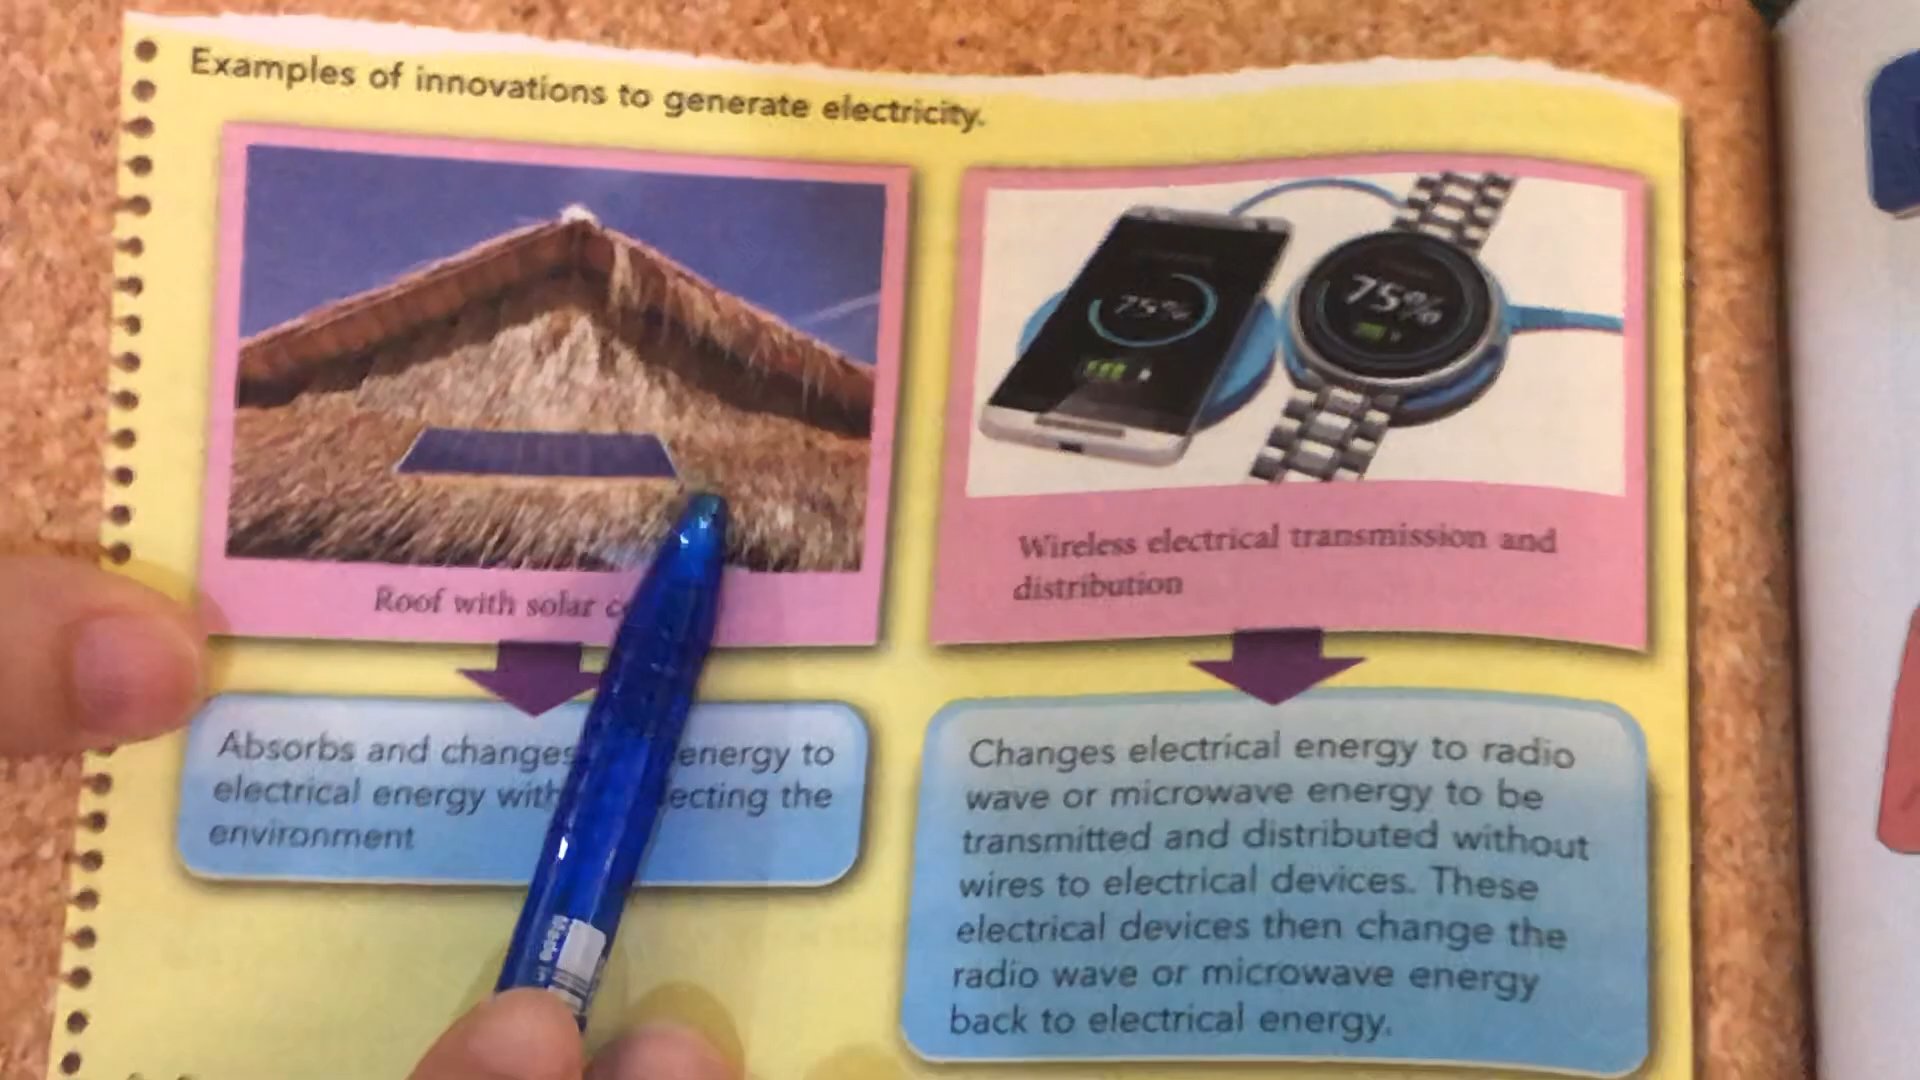 Examples of innovations to generate electricity.
75%
75%
Roof with solar
Wireless electrical transmission and
distribution
Absorbs and changes energy to
electrical energy the
environment
Changes electrical energy to radio
wave or microwave energy to be
transmitted and distributed without
wires to electrical devices. These
electrical devices then change the
radio wave or microwave energy
back to electrical energy.
Made in